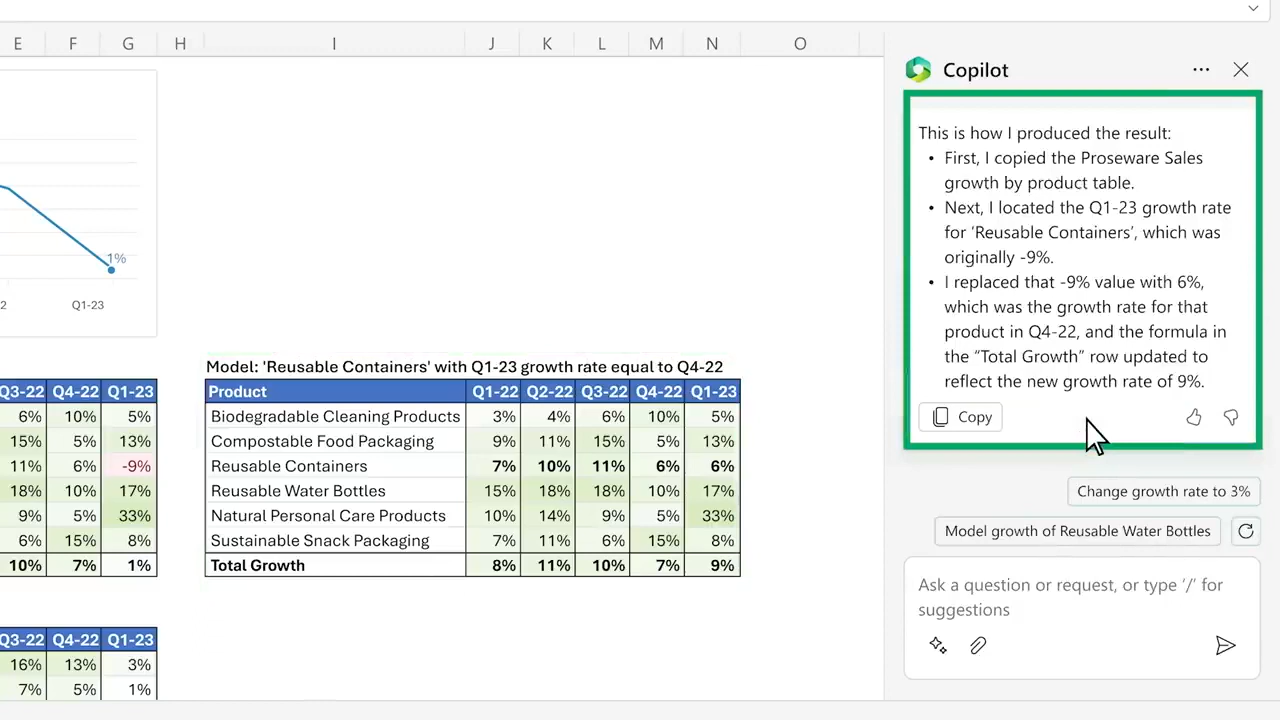 E F G H I J K L M N O
Copilot
This is how I produced the result:
• First, I copied the Proseware Sales
growth by product table.
• Next, I located the Q1-23 growth rate
for ‘Reusable Containers’, which was
originally -9%.
• I replaced that -9% value with 6%,
which was the growth rate for that
product in Q4-22, and the formula in
the “Total Growth” row updated to
reflect the new growth rate of 9%.
Copy
Change growth rate to 3%
Model growth of Reusable Water Bottles
Ask a question or request, or type ‘/’ for
suggestions
1%
2 Q1-23
Q3-22 Q4-22 Q1-23
6% 10% 5%
15% 5% 13%
11% 6% -9%
18% 10% 17%
9% 5% 33%
6% 15% 8%
10% 7% 1%
Model: 'Reusable Containers' with Q1-23 growth rate equal to Q4-22
Product Q1-22 Q2-22 Q3-22 Q4-22 Q1-23
Biodegradable Cleaning Products 3% 4% 6% 10% 5%
Compostable Food Packaging 9% 11% 15% 5% 13%
Reusable Containers 7% 10% 11% 6% 6%
Reusable Water Bottles 15% 18% 18% 10% 17%
Natural Personal Care Products 10% 14% 9% 5% 33%
Sustainable Snack Packaging 7% 11% 6% 15% 8%
Total Growth 8% 11% 10% 7% 9%
Q3-22 Q4-22 Q1-23
16% 13% 3%
7% 5% 1%